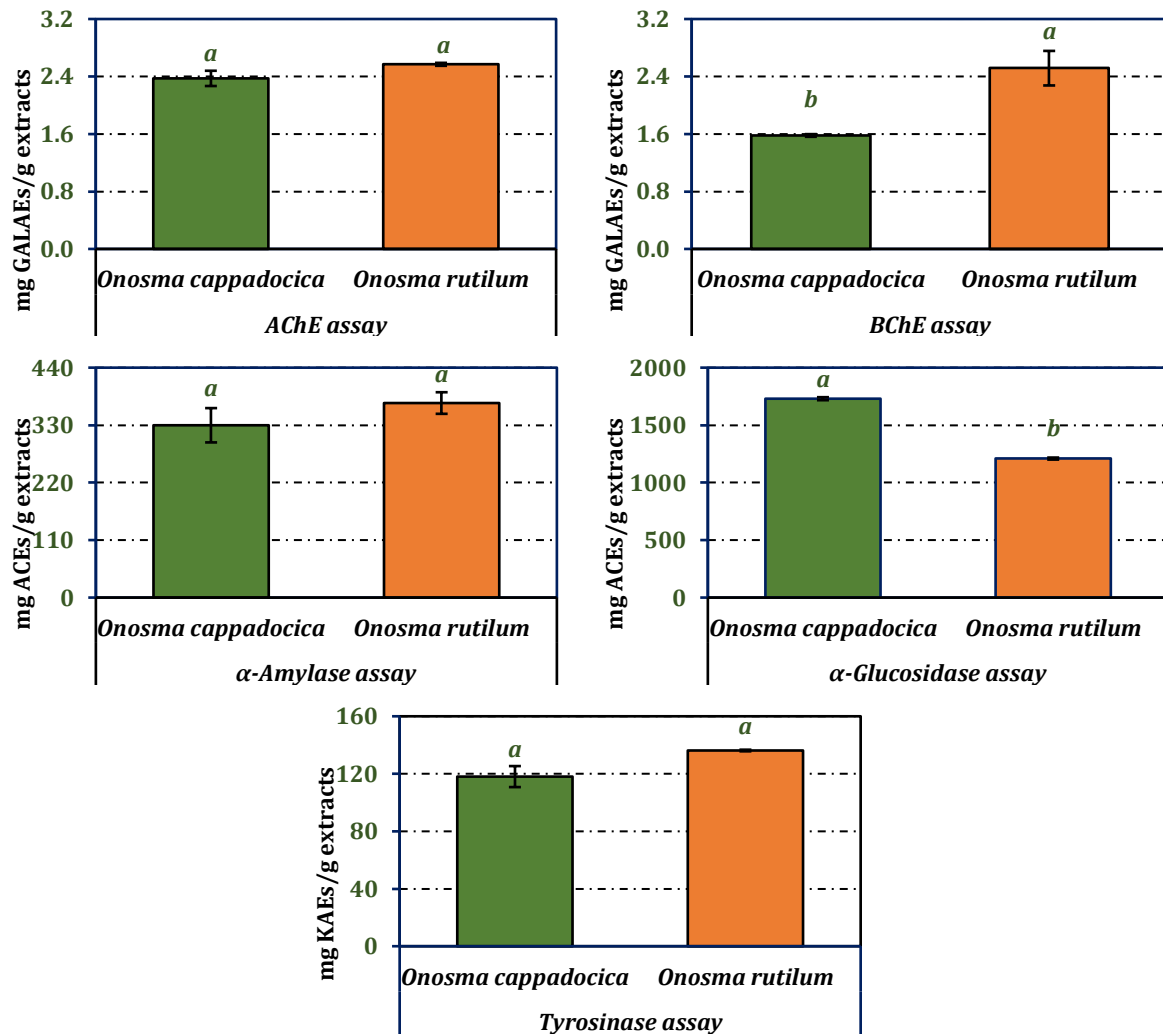 mg GALAEs/g extracts
3.2
2.4
1.6
0.8
0.0
a
a
Onosma cappadocica
Onosma rutilum
AChE assay
mg GALAEs/g extracts
3.2
2.4
1.6
0.8
0.0
b
a
Onosma cappadocica
Onosma rutilum
BChE assay
mg ACEs/g extracts
440
330
220
110
0
a
a
Onosma cappadocica
Onosma rutilum
α-Amylase assay
mg ACEs/g extracts
2000
1500
1000
500
0
a
b
Onosma cappadocica
Onosma rutilum
α-Glucosidase assay
mg KAEs/g extracts
160
120
80
40
0
a
a
Onosma cappadocica
Onosma rutilum
Tyrosinase assay